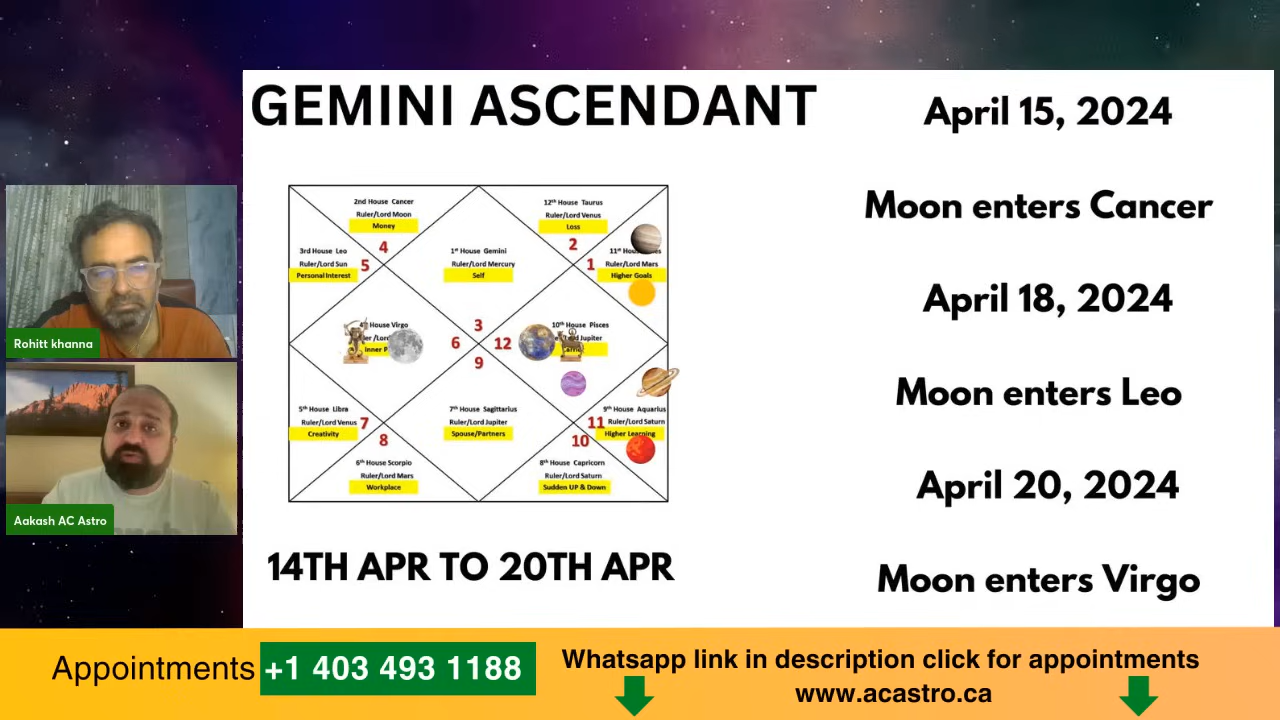 GEMINI ASCENDANT
April 15, 2024
Moon enters Cancer
April 18, 2024
Moon enters Leo
April 20, 2024
Moon enters Virgo
2nd House Cancer
Ruler/Lord Moon
Money
4
12th House Taurus
Ruler/Lord Venus
Loss
2
3rd House Leo
Ruler/Lord Sun
Personal Interest
5
1st House Gemini
Ruler/Lord Mercury
Self
11th
Ruler/Lord Mars
Higher Goals
1
House Virgo
3
6
12
9
10th House Pisces
Jupiter
5th House Libra
Ruler/Lord Venus
Creativity
7
7th House Sagittarius
Ruler/Lord Jupiter
Spouse/Partners
9th House Aquarius
Ruler/Lord Saturn
Higher Learning
11
8
10
6th House Scorpio
Ruler/Lord Mars
Workplace
8th House Capricorn
Ruler/Lord Saturn
Sudden UP & Down
14TH APR TO 20TH APR
Rohitt khanna
Aakash AC Astro
Appointments +1 403 493 1188
Whatsapp link in description click for appointments
www.acastro.ca